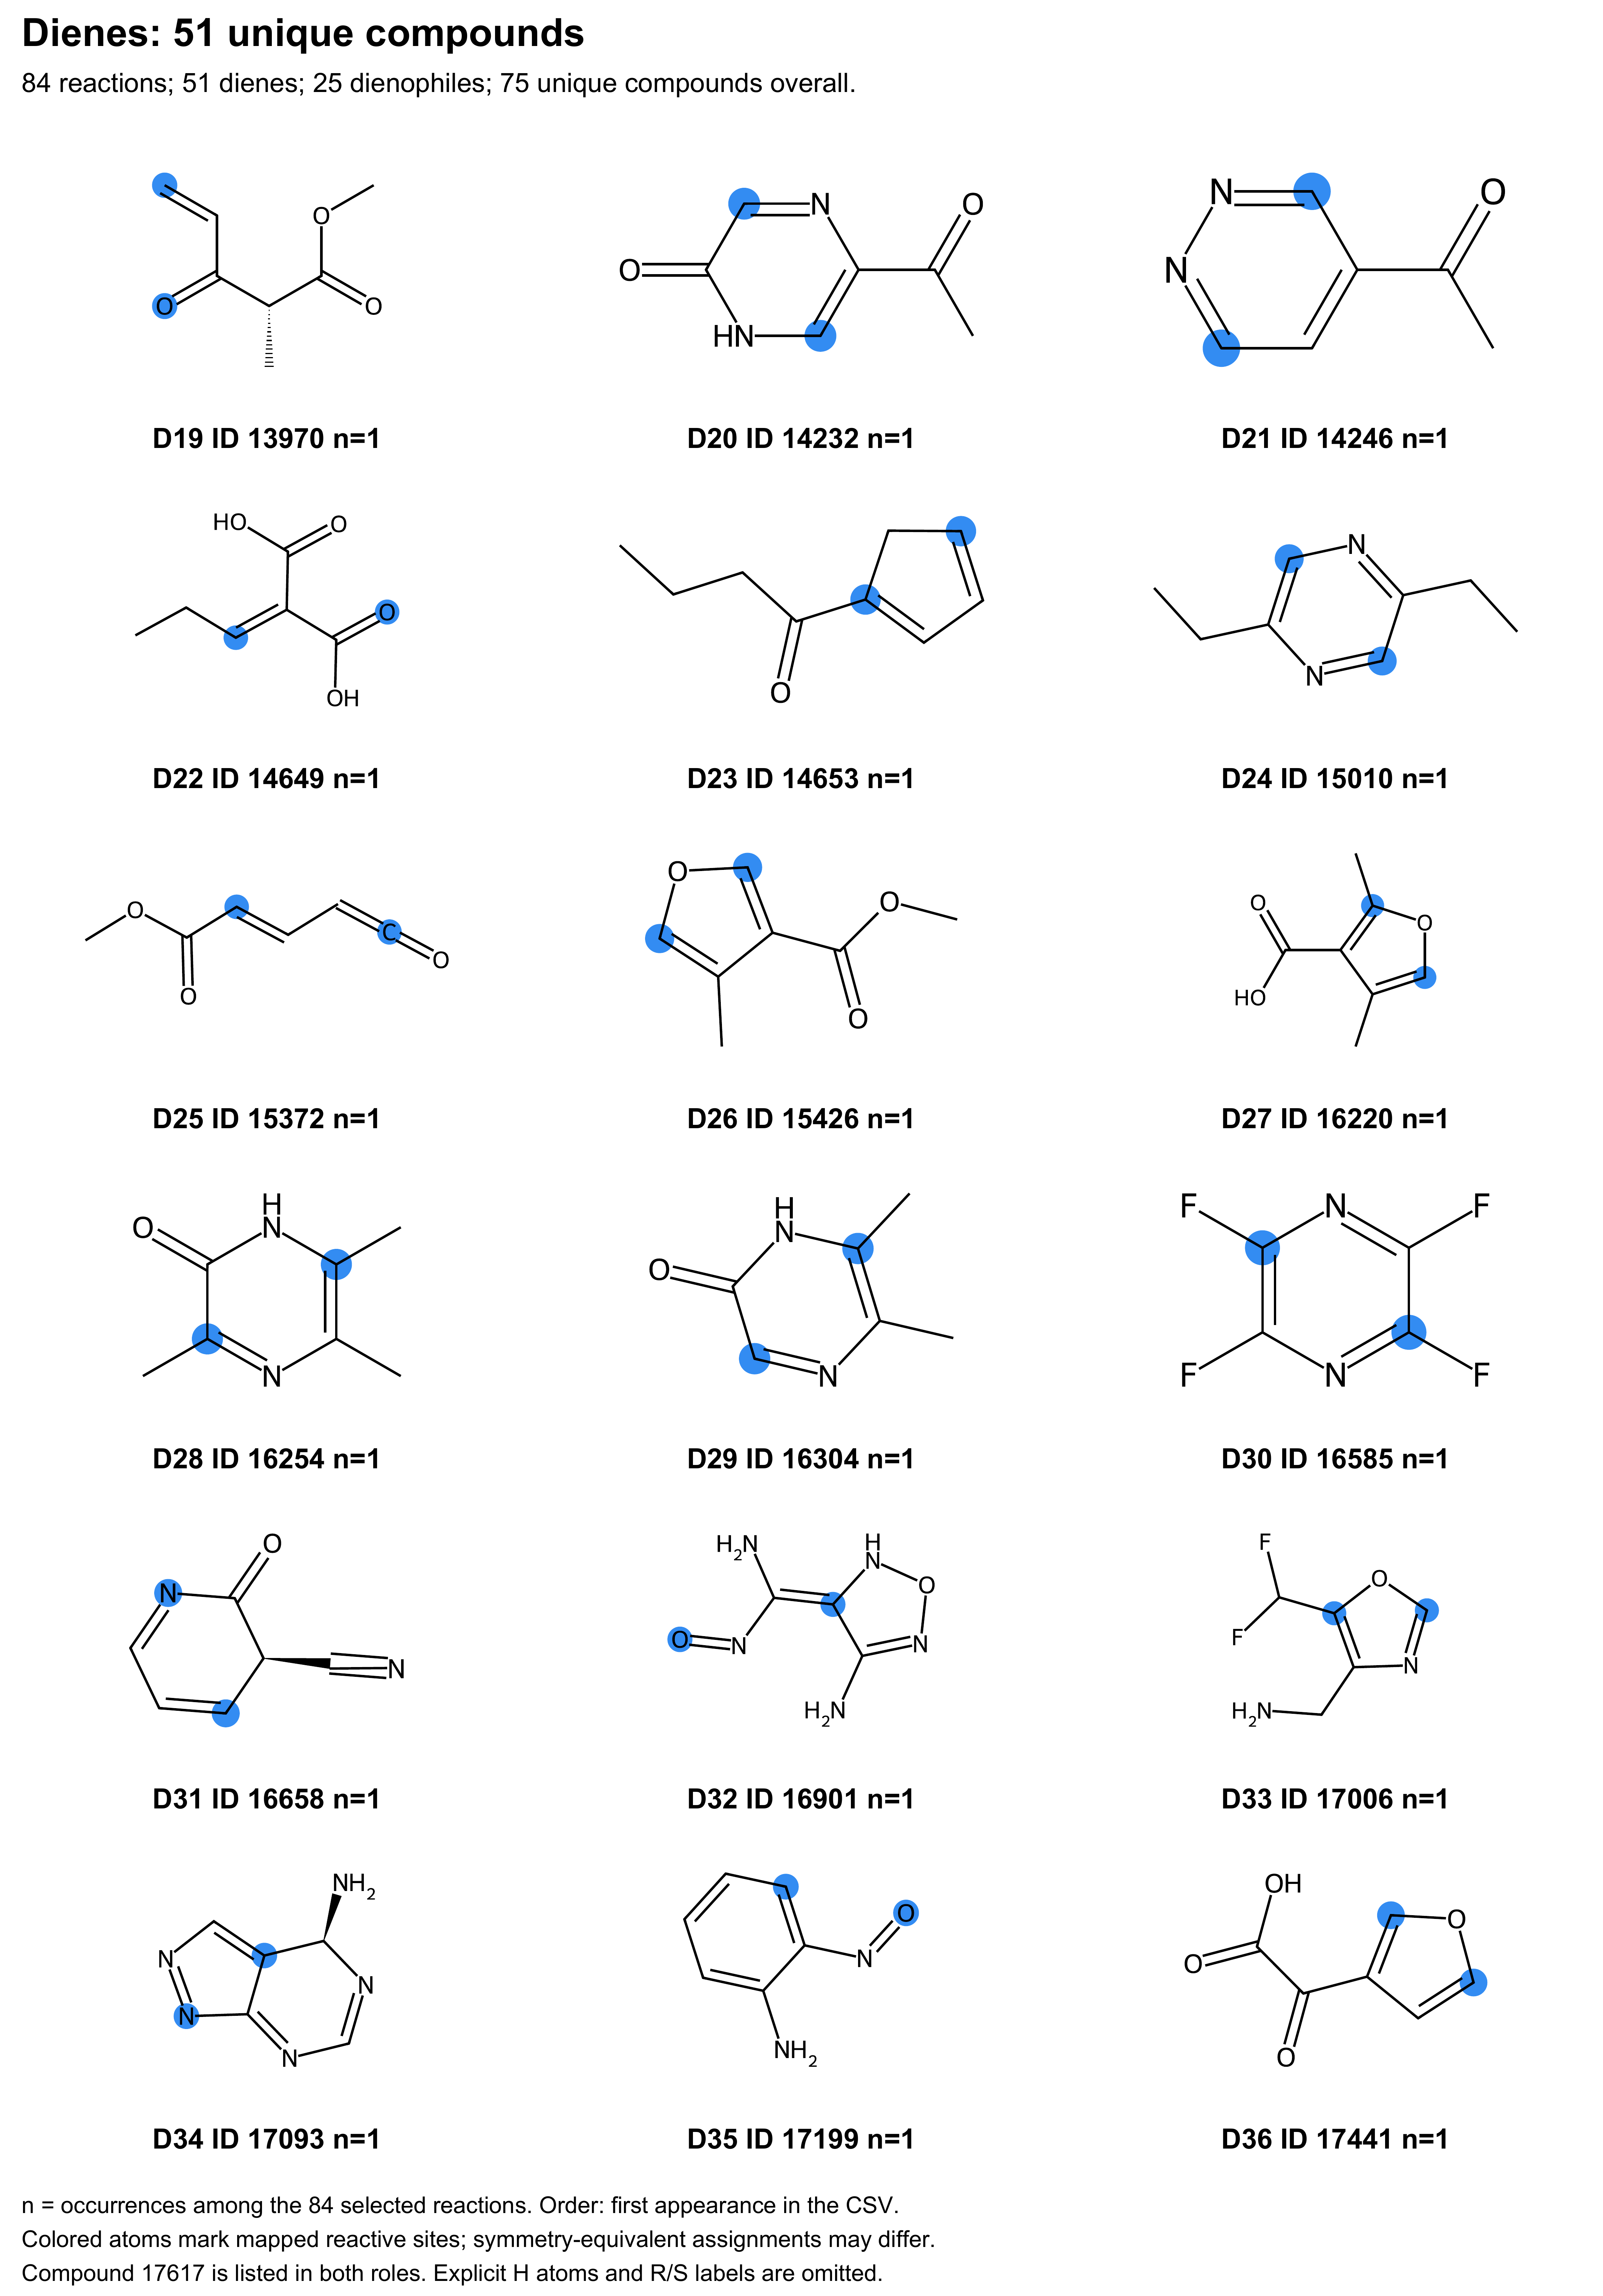 Dienes: 51 unique compounds
84 reactions; 51 dienes; 25 dienophiles; 75 unique compounds overall.
O O O O
O N HN O
N N O
D19 ID 13970 n=1 D20 ID 14232 n=1 D21 ID 14246 n=1
HO O O OH
O
N N
D22 ID 14649 n=1 D23 ID 14653 n=1 D24 ID 15010 n=1
O O C O
O O O
O O HO
D25 ID 15372 n=1 D26 ID 15426 n=1 D27 ID 16220 n=1
O H N N
O H N N
F N F F N F
D28 ID 16254 n=1 D29 ID 16304 n=1 D30 ID 16585 n=1
O N N
H2N H N O O N N H2N
F O F N H2N
D31 ID 16658 n=1 D32 ID 16901 n=1 D33 ID 17006 n=1
NH2 N N N N
O N NH2
OH O O O
D34 ID 17093 n=1 D35 ID 17199 n=1 D36 ID 17441 n=1
n = occurrences among the 84 selected reactions. Order: first appearance in the CSV.
Colored atoms mark mapped reactive sites; symmetry-equivalent assignments may differ.
Compound 17617 is listed in both roles. Explicit H atoms and R/S labels are omitted.